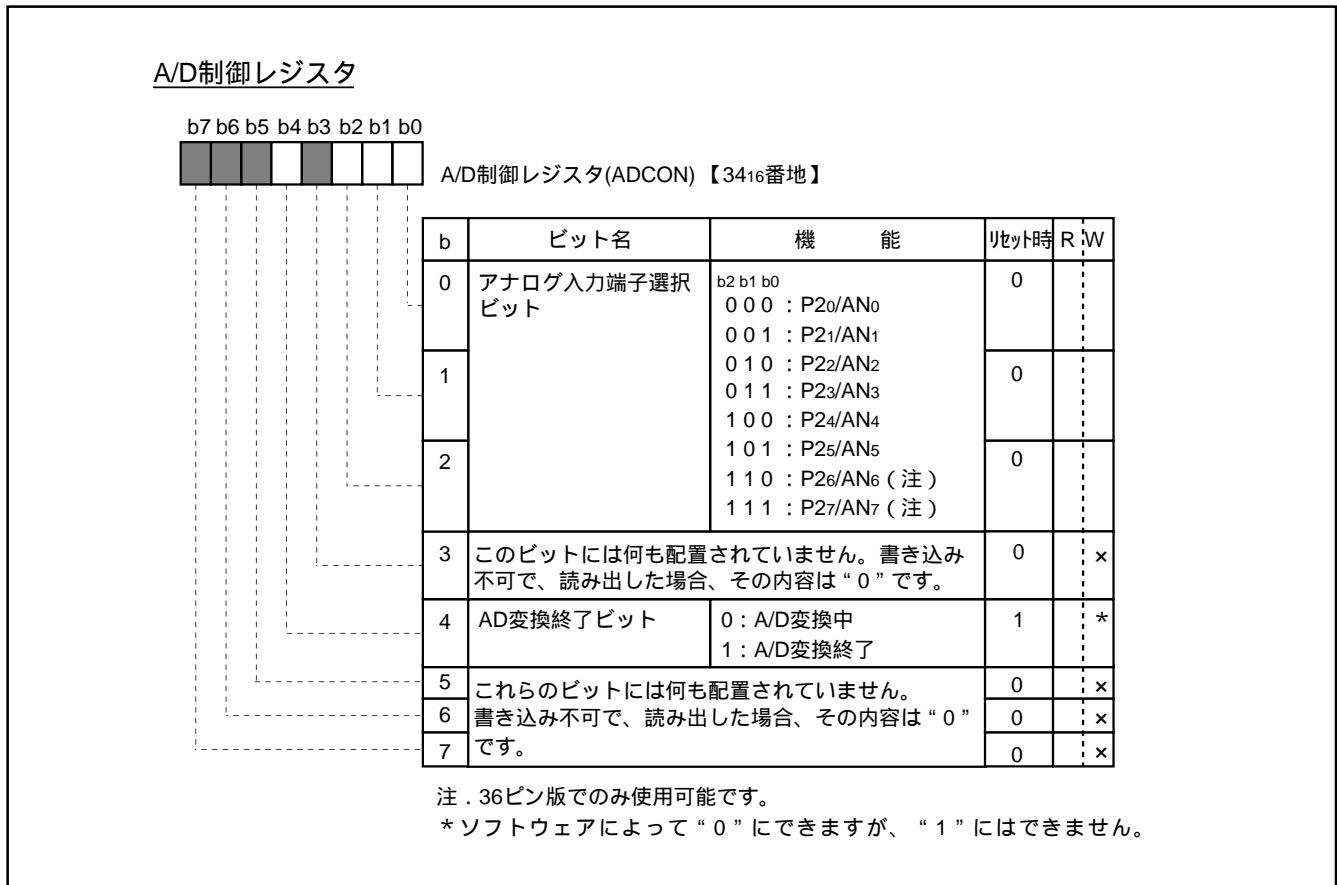 A/D制御レジスタ
b7 b6 b5 b4 b3 b2 b1 b0
A/D制御レジスタ(ADCON)【3416番地】
b ビット名 機 能 リセット時 R W
0 アナログ入力端子選択ビット b2 b1 b0 0
0 0 0 : P20/AN0
0 0 1 : P21/AN1
1 0 1 0 : P22/AN2 0
0 1 1 : P23/AN3
1 0 0 : P24/AN4
2 1 0 1 : P25/AN5 0
1 1 0 : P26/AN6 ( 注 )
1 1 1 : P27/AN7 ( 注 )
3 このビットには何も配置されていません。書き込み 0 ×
不可で、読み出した場合、その内容は“ 0 ”です。
4 AD変換終了ビット 0 : A/D変換中 1 *
1 : A/D変換終了
5 これらのビットには何も配置されていません。 0 ×
6 書き込み不可で、読み出した場合、その内容は“ 0 ” 0 ×
7 です。 0 ×
注 . 36ピン版でのみ使用可能です。
* ソフトウェアによって“ 0 ”にできますが、“ 1 ”にはできません。